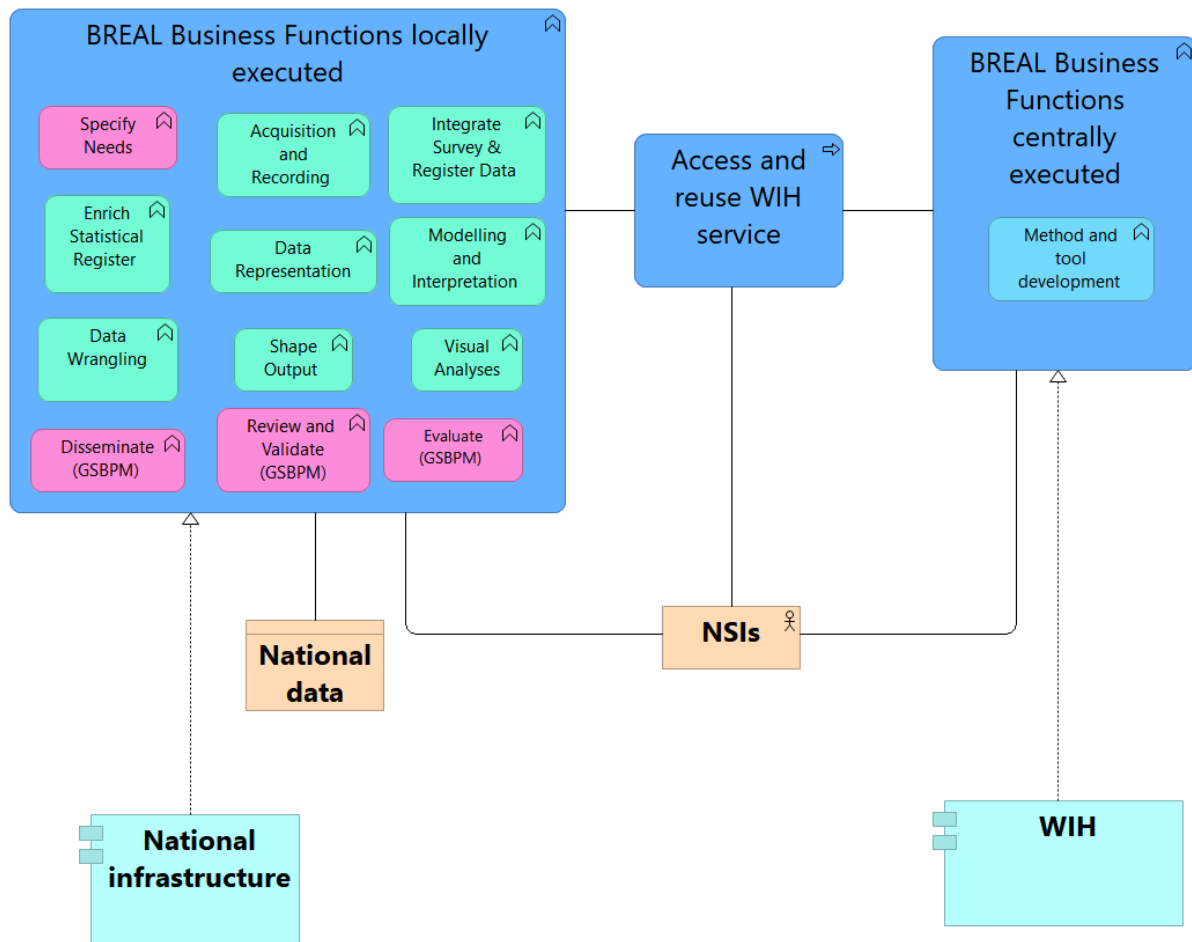 BREAL Business Functions locally
executed
Specify
Needs
Acquisition
and
Recording
Integrate
Survey &
Register Data
Enrich
Statistical
Register
Data
Representation
Modelling
and
Interpretation
Data
Wrangling
Shape
Output
Visual
Analyses
Disseminate
(GSBPM)
Review and
Validate
(GSBPM)
Evaluate
(GSBPM)
Access and
reuse WIH
service
BREAL Business
Functions
centrally
executed
Method and
tool
development
National
data
NSIs
National
infrastructure
WIH